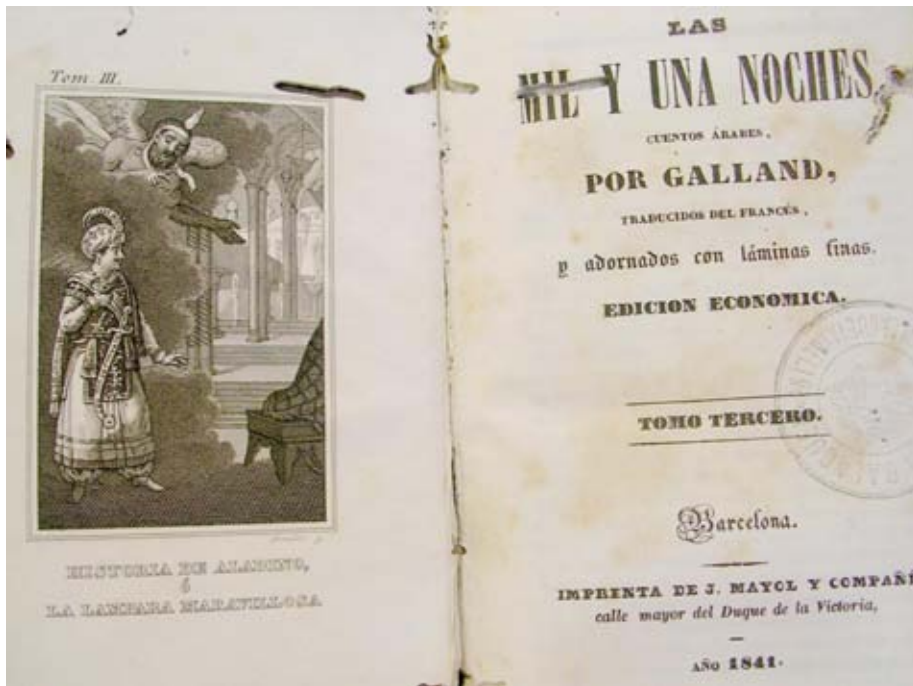 Tom. III.
HISTORIA DE ALADINO,
ó
LA LAMPARA MARAVILLOSA
LAS
MIL Y UNA NOCHES,
CUENTOS ÁRABES,
POR GALLAND,
TRADUCIDOS DEL FRANCÉS,
y adornados con láminas finas.
EDICION ECONOMICA.
TOMO TERCERO.
Barcelona.
IMPRENTA DE J. MAYOL Y COMPAÑÍ
calle mayor del Duque de la Victoria,
AÑO 1841.